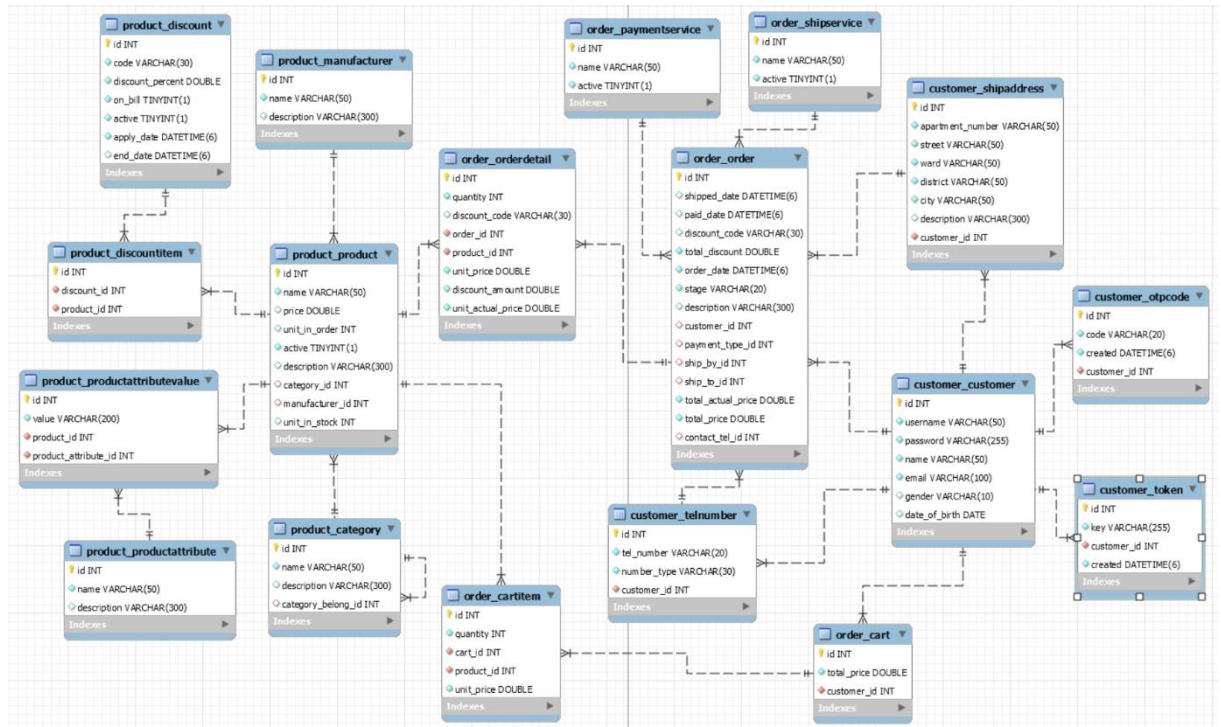 product_discount
id INT
code VARCHAR(30)
discount_percent DOUBLE
on_bill TINYINT(1)
active TINYINT(1)
apply_date DATETIME(6)
end_date DATETIME(6)
Indexes
product_manufacturer
id INT
name VARCHAR(50)
description VARCHAR(300)
Indexes
order_paymentservice
id INT
name VARCHAR(50)
active TINYINT(1)
Indexes
order_shipservice
id INT
name VARCHAR(50)
active TINYINT(1)
Indexes
customer_shipaddress
id INT
apartment_number VARCHAR(50)
street VARCHAR(50)
ward VARCHAR(50)
district VARCHAR(50)
city VARCHAR(50)
description VARCHAR(300)
customer_id INT
Indexes
order_orderdetail
id INT
quantity INT
discount_code VARCHAR(30)
order_id INT
product_id INT
unit_price DOUBLE
discount_amount DOUBLE
unit_actual_price DOUBLE
Indexes
order_order
id INT
shipped_date DATETIME(6)
paid_date DATETIME(6)
discount_code VARCHAR(30)
total_discount DOUBLE
order_date DATETIME(6)
stage VARCHAR(20)
description VARCHAR(300)
customer_id INT
payment_type_id INT
ship_by_id INT
ship_to_id INT
total_actual_price DOUBLE
total_price DOUBLE
contact_tel_id INT
Indexes
product_discountitem
id INT
discount_id INT
product_id INT
Indexes
product_product
id INT
name VARCHAR(50)
price DOUBLE
unit_in_order INT
active TINYINT(1)
description VARCHAR(300)
category_id INT
manufacturer_id INT
unit_in_stock INT
Indexes
customer_otpcode
id INT
code VARCHAR(20)
created DATETIME(6)
customer_id INT
Indexes
product_productattributevalue
id INT
value VARCHAR(200)
product_id INT
product_attribute_id INT
Indexes
customer_customer
id INT
username VARCHAR(50)
password VARCHAR(255)
name VARCHAR(50)
email VARCHAR(100)
gender VARCHAR(10)
date_of_birth DATE
Indexes
customer_token
id INT
key VARCHAR(255)
customer_id INT
created DATETIME(6)
Indexes
product_productattribute
id INT
name VARCHAR(50)
description VARCHAR(300)
Indexes
product_category
id INT
name VARCHAR(50)
description VARCHAR(300)
category_belong_id INT
Indexes
customer_telnumber
id INT
tel_number VARCHAR(20)
number_type VARCHAR(30)
customer_id INT
Indexes
order_cartitem
id INT
quantity INT
cart_id INT
product_id INT
unit_price DOUBLE
Indexes
order_cart
id INT
total_price DOUBLE
customer_id INT
Indexes